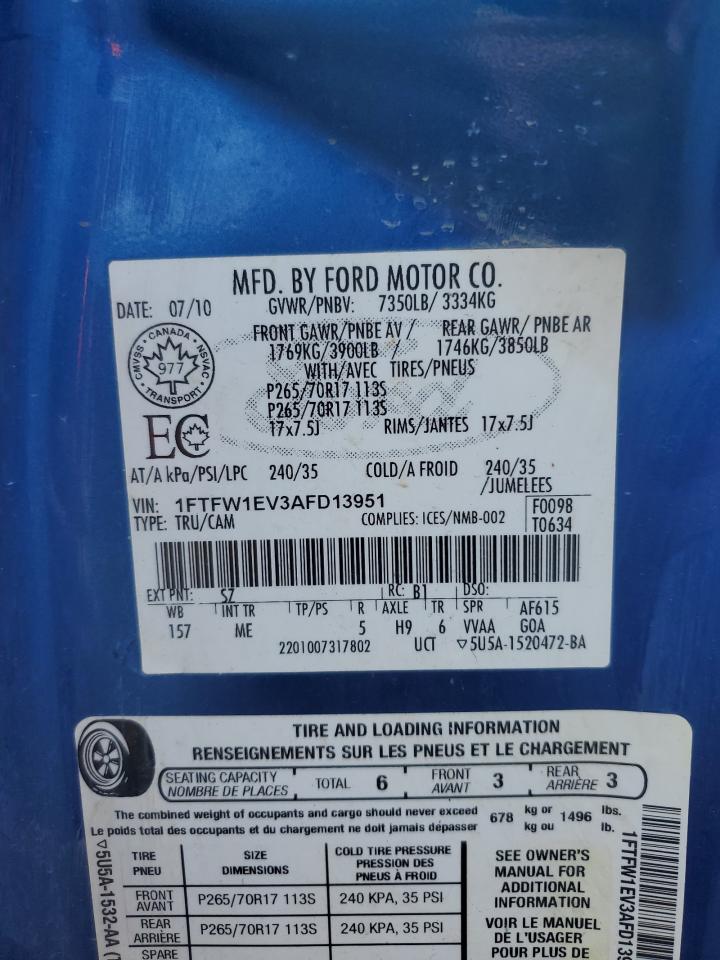 MFD. BY FORD MOTOR CO.
DATE: 07/10 GVWR/PNBV: 7350LB/ 3334KG
FRONT GAWR/PNBE AV / REAR GAWR/ PNBE AR
1769KG/3900LB / 1746KG/3850LB
WITH/AVEC TIRES/PNEUS
P265/70R17 113S
P265/70R17 113S
17x7.5J RIMS/JANTES 17x7.5J
CMVSS • CANADA • NSVAC
977
• TRANSPORT •
EC
AT/A kPa/PSI/LPC 240/35 COLD/A FROID 240/35
/JUMELEES
VIN: 1FTFW1EV3AFD13951
TYPE: TRU/CAM COMPLIES: ICES/NMB-002
F0098
T0634
EXT PNT: SZ RC: B1 DSO:
WB INT TR TP/PS R AXLE TR SPR AF615
157 ME 5 H9 6 VVAA GOA
2201007317802 UCT ▽5U5A-1520472-BA
TIRE AND LOADING INFORMATION
RENSEIGNEMENTS SUR LES PNEUS ET LE CHARGEMENT
SEATING CAPACITY
NOMBRE DE PLACES
TOTAL 6
FRONT
AVANT 3
REAR
ARRIÈRE 3
The combined weight of occupants and cargo should never exceed
Le poids total des occupants et du chargement ne doit jamais dépasser
678 kg or
kg ou 1496 lbs.
lb.
TIRE
PNEU
SIZE
DIMENSIONS
COLD TIRE PRESSURE
PRESSION DES
PNEUS À FROID
FRONT
AVANT
P265/70R17 113S 240 KPA, 35 PSI
REAR
ARRIÈRE
P265/70R17 113S 240 KPA, 35 PSI
SPARE
SEE OWNER'S
MANUAL FOR
ADDITIONAL
INFORMATION
VOIR LE MANUEL
DE L'USAGER
POUR PLUS DE
▽5U5A-1532-AA
1FTFW1EV3AFD139